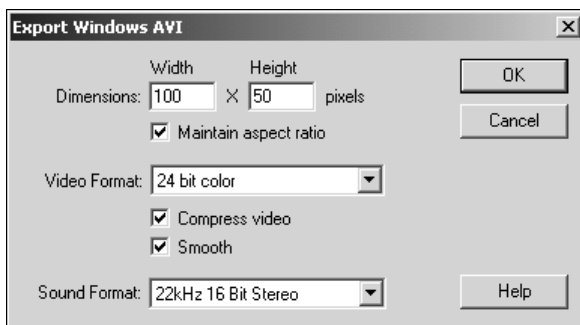 Export Windows AVI
Width Height
Dimensions: 100 X 50 pixels
Maintain aspect ratio
OK
Cancel
Video Format: 24 bit color
Compress video
Smooth
Sound Format: 22kHz 16 Bit Stereo
Help